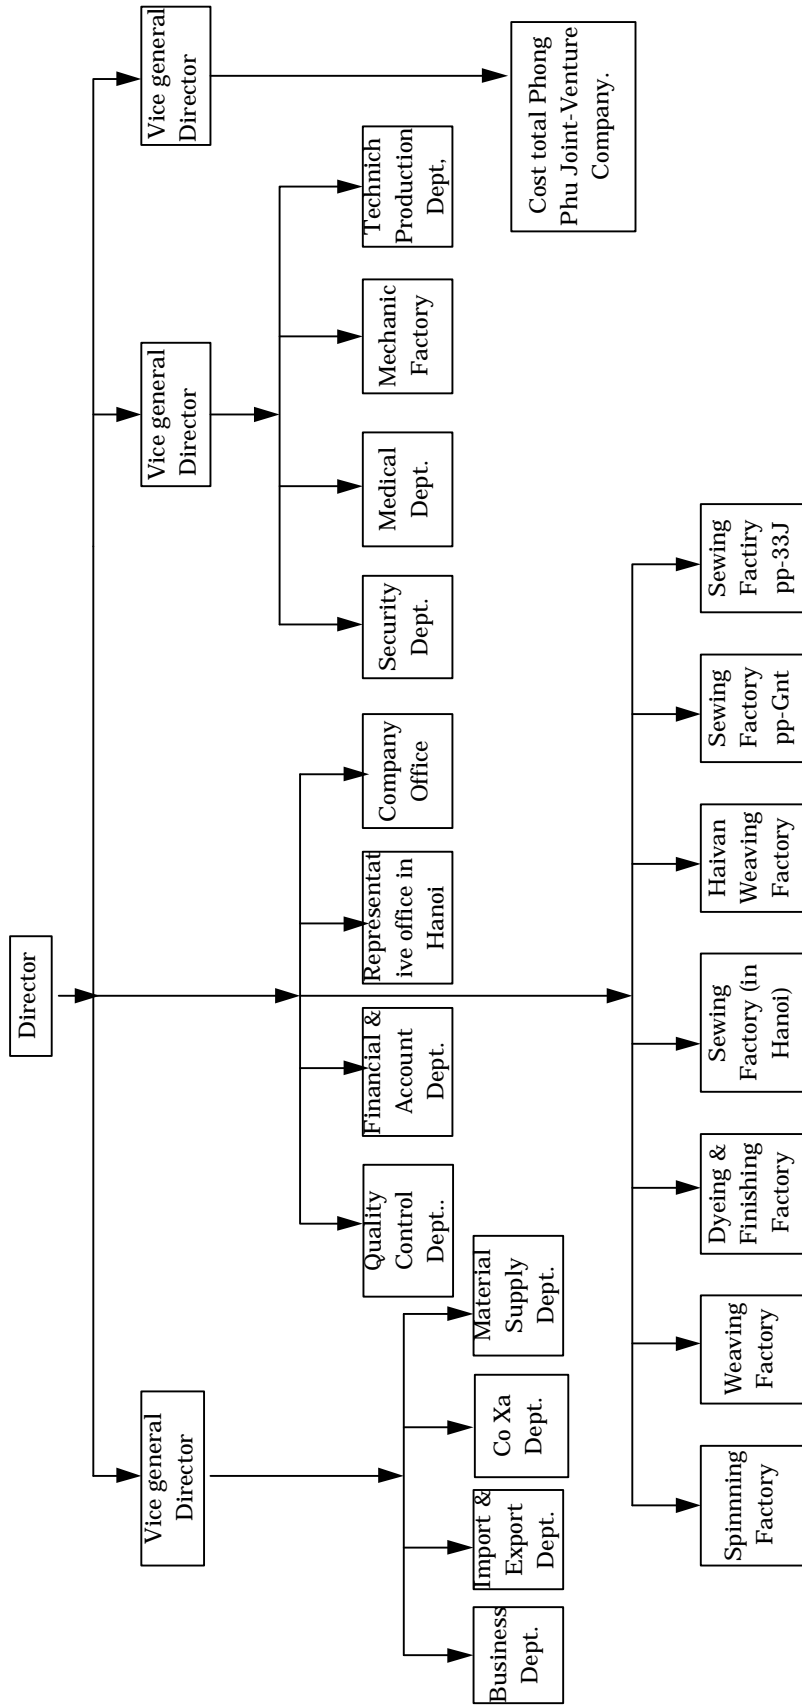 Director
Vice general
Director
Vice general
Director
Vice general
Director
Quality
Control
Dept..
Financial &
Account
Dept.
Representat
ive office in
Hanoi
Company
Office
Security
Dept.
Medical
Dept.
Mechanic
Factory
Technich
Production
Dept,
Business
Dept.
Import &
Export
Dept.
Co Xa
Dept.
Material
Supply
Dept.
Cost total Phong
Phu Joint-Venture
Company.
Spinnning
Factory
Weaving
Factory
Dyeing &
Finishing
Factory
Sewing
Factory (in
Hanoi)
Haivan
Weaving
Factory
Sewing
Factory
pp-Gnt
Sewing
Factiry
pp-33J